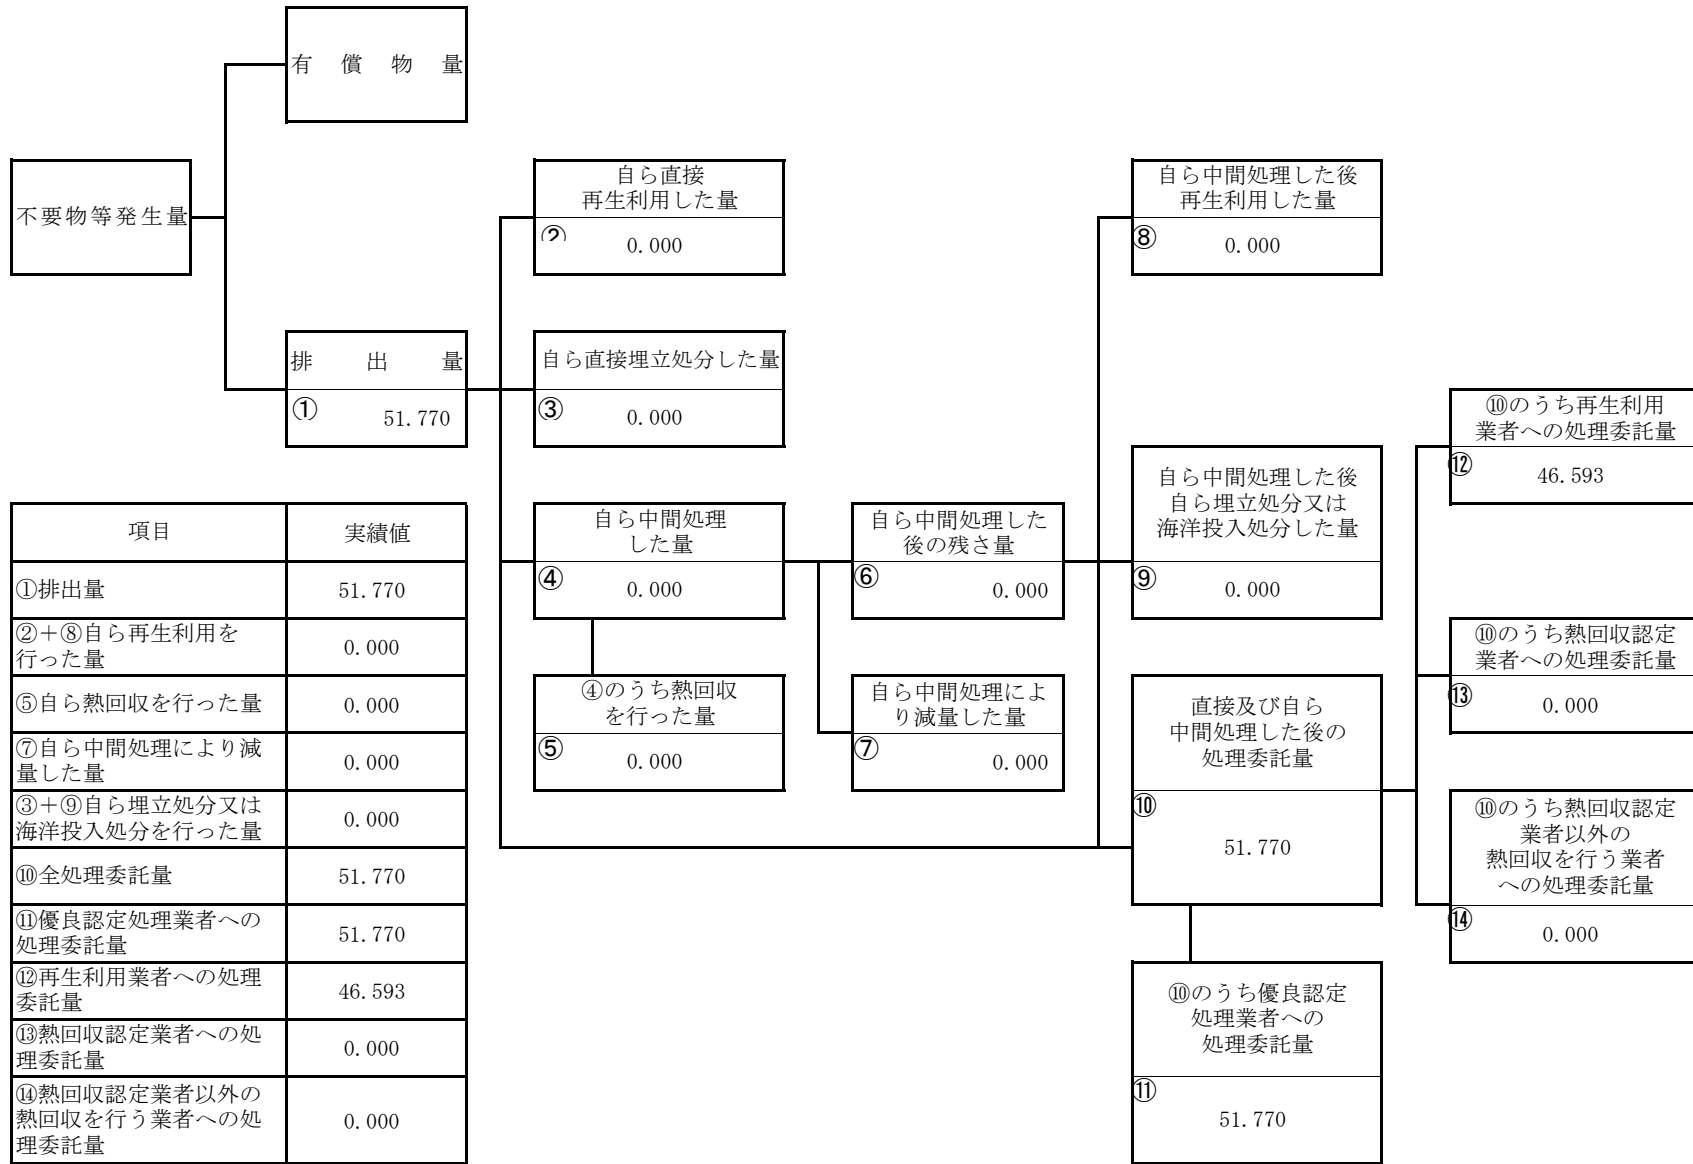 有償物量
不要物等発生量
排出量
① 51.770
自ら直接
再生利用した量
② 0.000
自ら直接埋立処分した量
③ 0.000
自ら中間処理
した量
④ 0.000
④のうち熱回収
を行った量
⑤ 0.000
自ら中間処理した
後の残さ量
⑥ 0.000
自ら中間処理によ
り減量した量
⑦ 0.000
自ら中間処理した後
再生利用した量
⑧ 0.000
自ら中間処理した後
自ら埋立処分又は
海洋投入処分した量
⑨ 0.000
直接及び自ら
中間処理した後の
処理委託量
⑩
51.770
⑩のうち優良認定
処理業者への
処理委託量
⑪
51.770
⑩のうち再生利用
業者への処理委託量
⑫ 46.593
⑩のうち熱回収認定
業者への処理委託量
⑬ 0.000
⑩のうち熱回収認定
業者以外の
熱回収を行う業者
への処理委託量
⑭ 0.000
項目 実績値
①排出量 51.770
②＋⑧自ら再生利用を
行った量 0.000
⑤自ら熱回収を行った量 0.000
⑦自ら中間処理により減
量した量 0.000
③＋⑨自ら埋立処分又は
海洋投入処分を行った量 0.000
⑩全処理委託量 51.770
⑪優良認定処理業者への
処理委託量 51.770
⑫再生利用業者への処理
委託量 46.593
⑬熱回収認定業者への処
理委託量 0.000
⑭熱回収認定業者以外の
熱回収を行う業者への処
理委託量 0.000